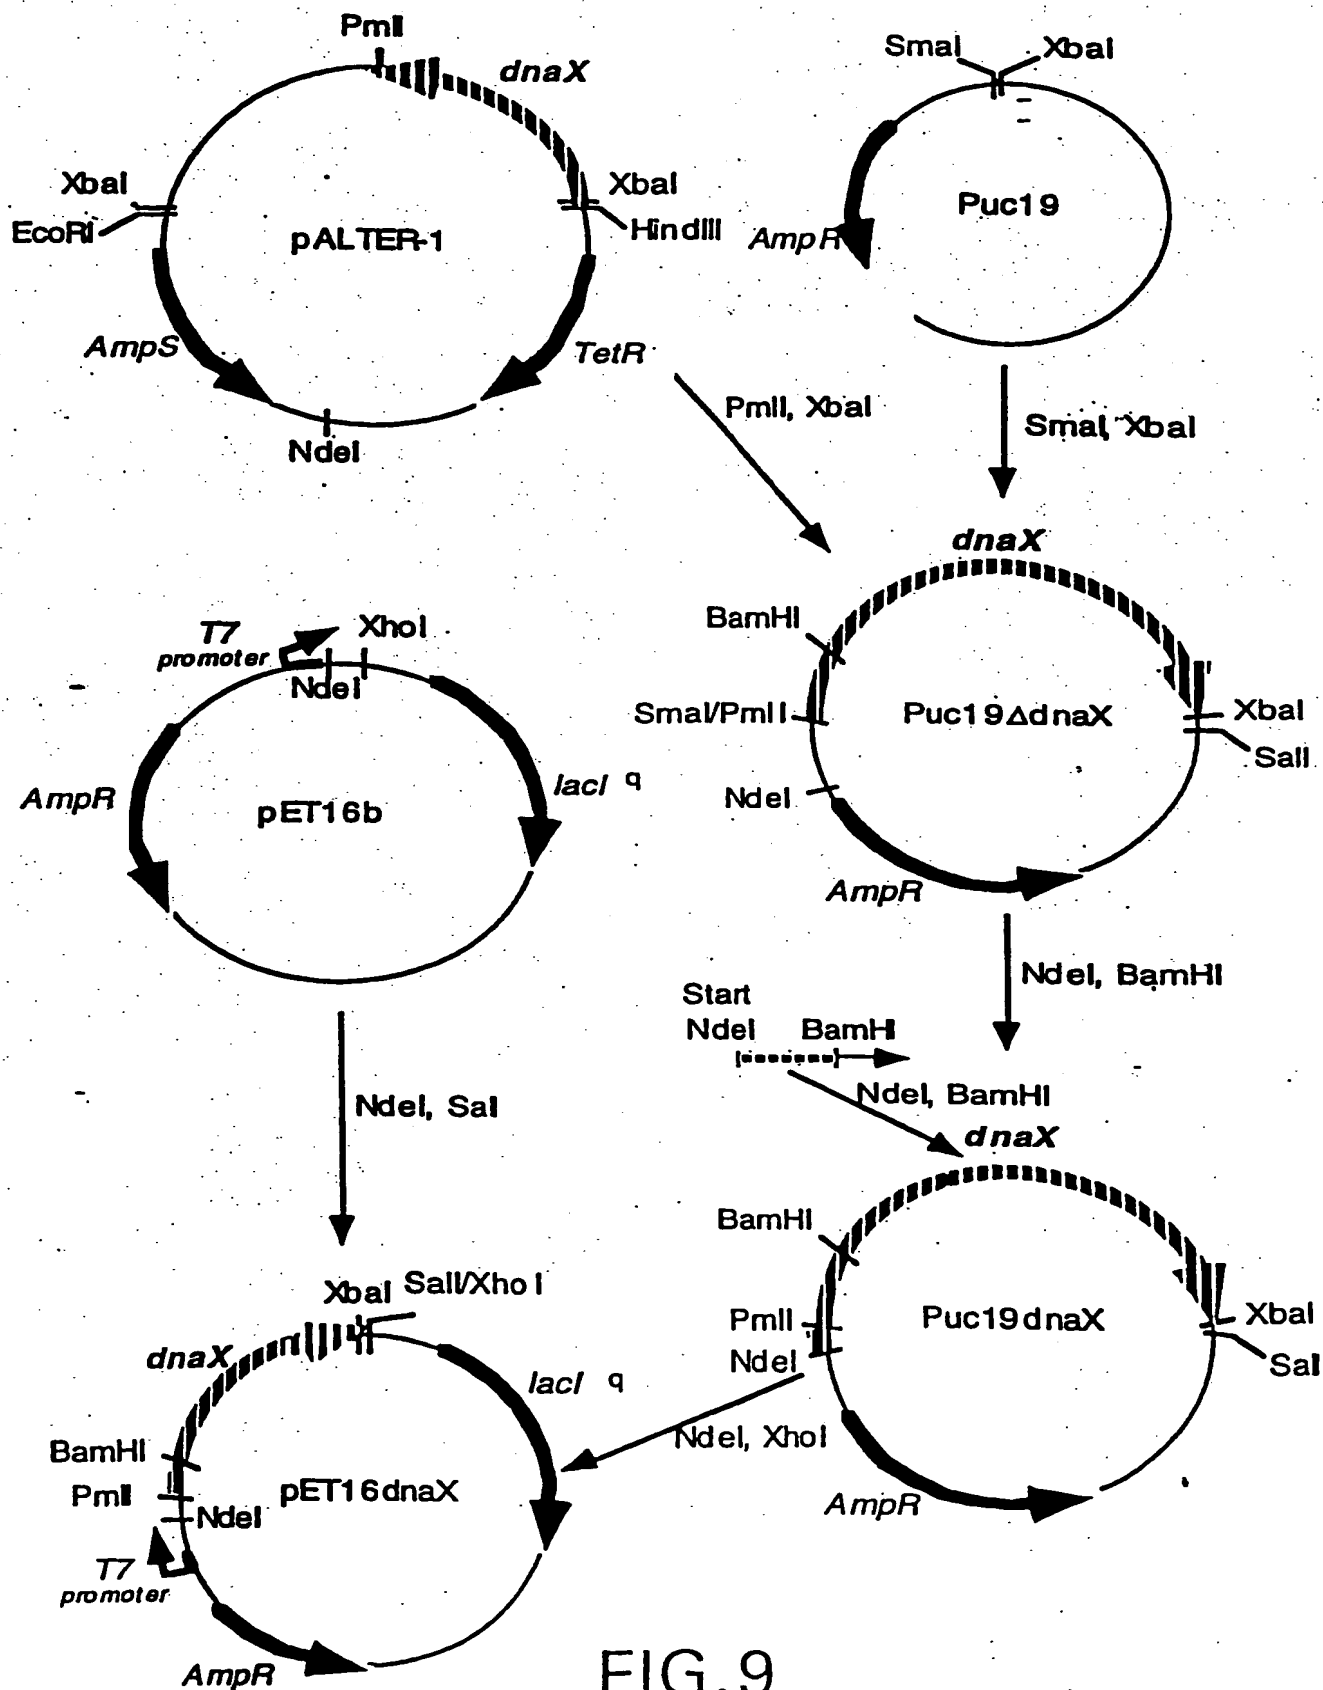 PmlI
dnaX
XbaI
EcoRI
pALTER-1
XbaI
HindIII
AmpS
TetR
NdeI
SmaI
XbaI
Puc19
AmpR
PmlI, XbaI
SmaI, XbaI
dnaX
BamHI
SmaI/PmlI
Puc19ΔdnaX
XbaI
SalI
NdeI
AmpR
T7
promoter
XhoI
NdeI
AmpR
pET16b
lacI q
NdeI, BamHI
Start
NdeI BamHI
NdeI, BamHI
NdeI, SalI
dnaX
BamHI
PmlI
NdeI
Puc19dnaX
XbaI
SalI
AmpR
NdeI, XhoI
XbaI SalI/XhoI
dnaX
lacI q
BamHI
PmlI
NdeI
pET16dnaX
T7
promoter
AmpR
FIG.9